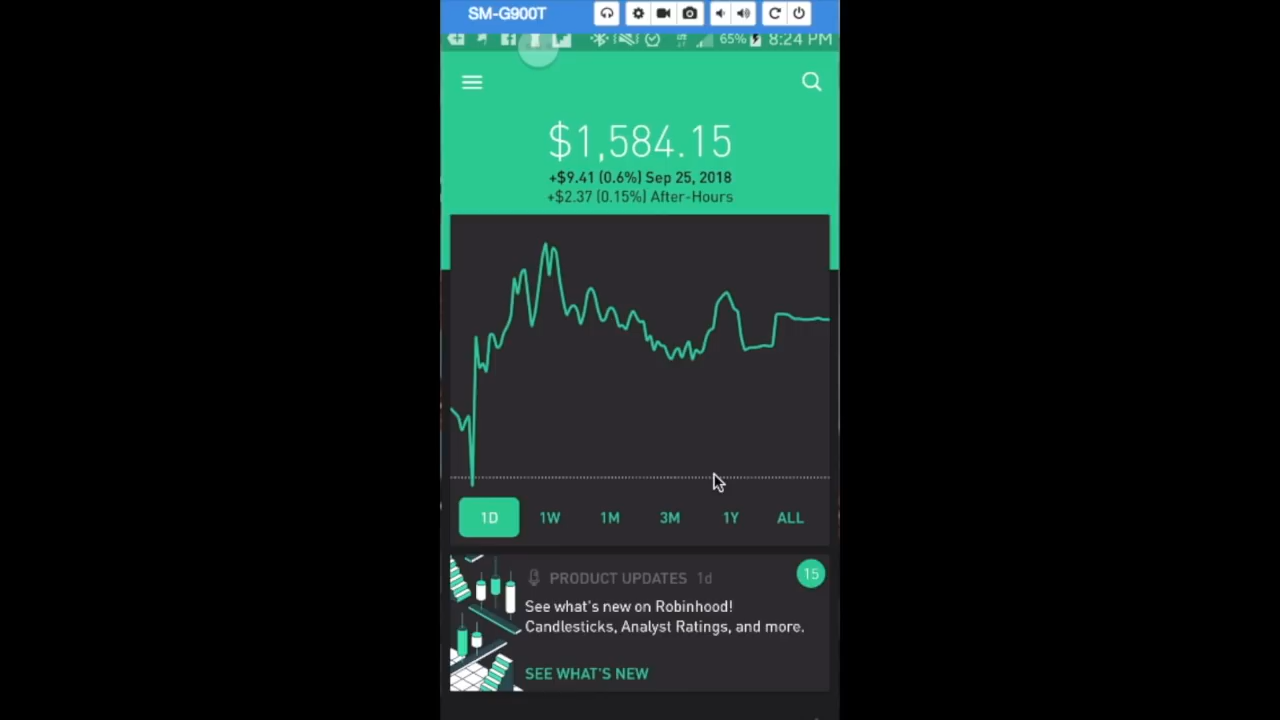 SM-G900T
65% 8:24 PM
$1,584.15
+$9.41 (0.6%) Sep 25, 2018
+$2.37 (0.15%) After-Hours
1D 1W 1M 3M 1Y ALL
PRODUCT UPDATES 1d
15
See what's new on Robinhood!
Candlesticks, Analyst Ratings, and more.
SEE WHAT'S NEW